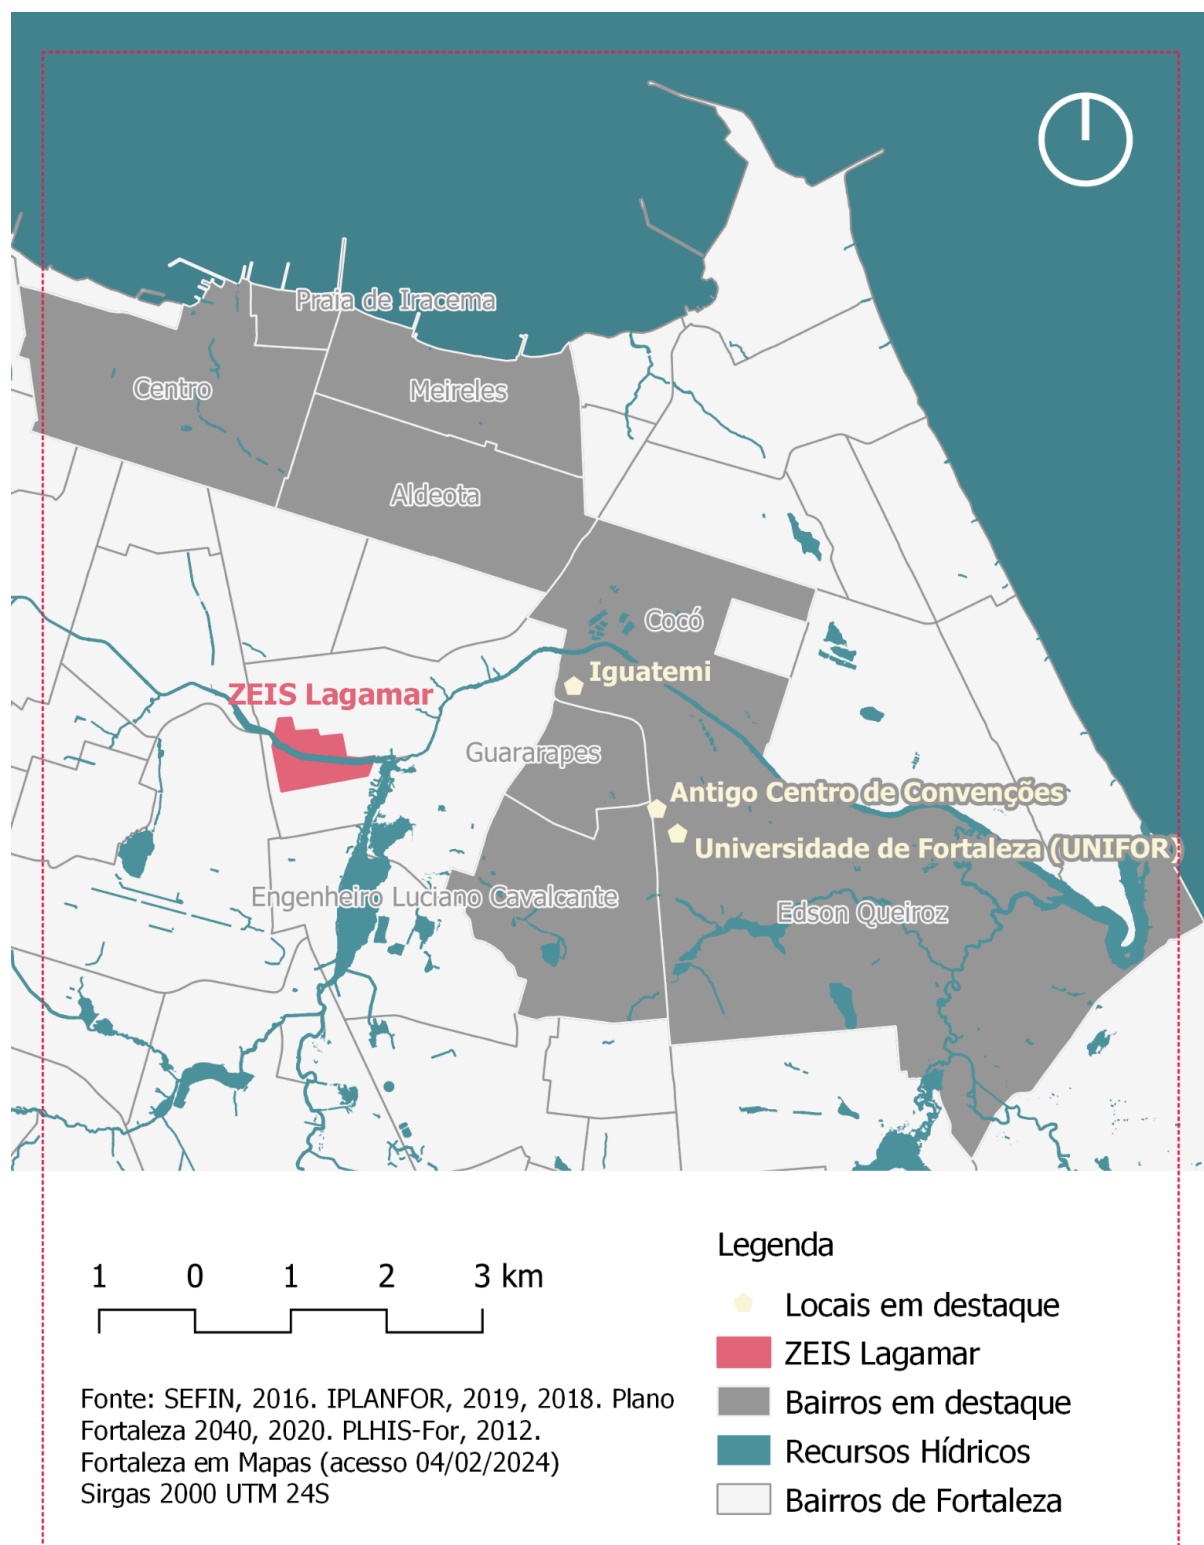 Praia de Iracema
Centro
Meireles
Aldeota
Cocó
Iguatemi
ZEIS Lagamar
Guararapes
Antigo Centro de Convenções
Universidade de Fortaleza (UNIFOR)
Engenheiro Luciano Cavalcante
Edson Queiroz
1 0 1 2 3 km
Fonte: SEFIN, 2016. IPLANFOR, 2019, 2018. Plano
Fortaleza 2040, 2020. PLHIS-For, 2012.
Fortaleza em Mapas (acesso 04/02/2024)
Sirgas 2000 UTM 24S
Legenda
Locais em destaque
ZEIS Lagamar
Bairros em destaque
Recursos Hídricos
Bairros de Fortaleza